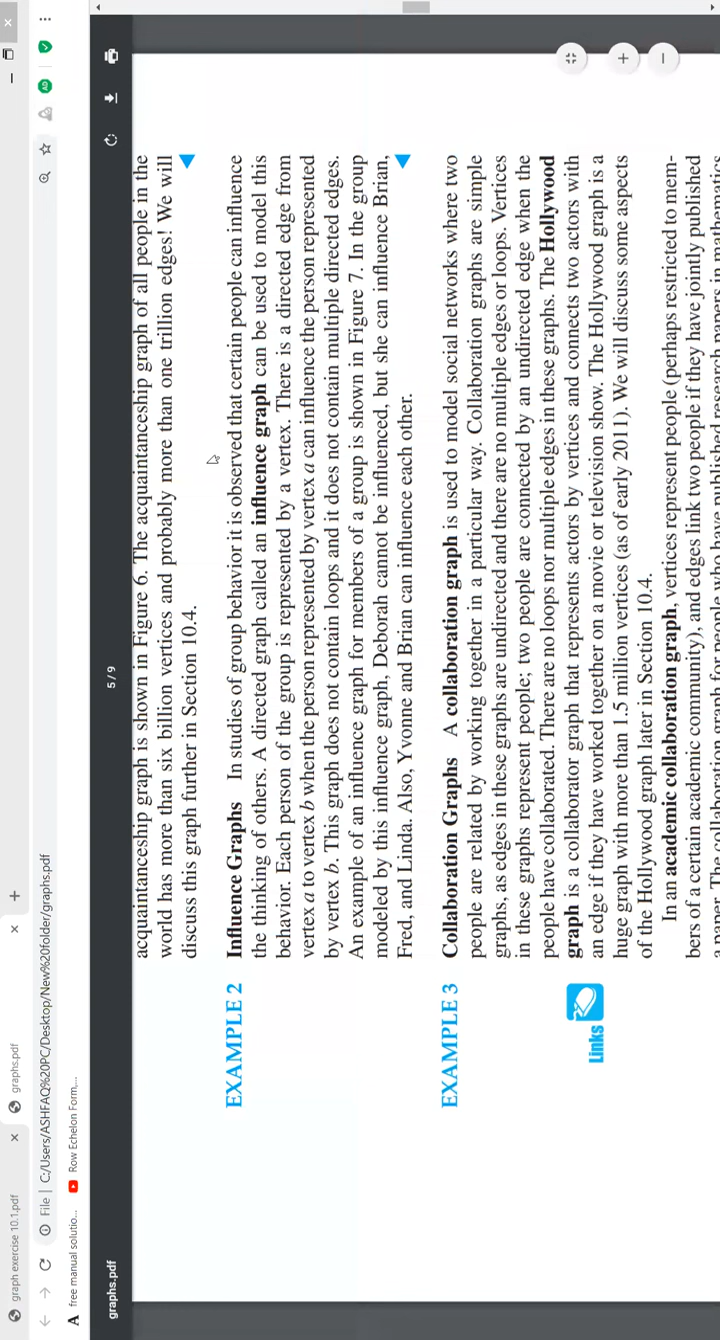 graph exercise 10.1.pdf
graphs.pdf
File | C:/Users/ASHFAQ%20PC/Desktop/New%20folder/graphs.pdf
A free manual solutio... Row Echelon Form,...
graphs.pdf 5 / 9
acquaintanceship graph is shown in Figure 6. The acquaintanceship graph of all people in the
world has more than six billion vertices and probably more than one trillion edges! We will
discuss this graph further in Section 10.4.
EXAMPLE 2 Influence Graphs In studies of group behavior it is observed that certain people can influence
the thinking of others. A directed graph called an influence graph can be used to model this
behavior. Each person of the group is represented by a vertex. There is a directed edge from
vertex a to vertex b when the person represented by vertex a can influence the person represented
by vertex b. This graph does not contain loops and it does not contain multiple directed edges.
An example of an influence graph for members of a group is shown in Figure 7. In the group
modeled by this influence graph, Deborah cannot be influenced, but she can influence Brian,
Fred, and Linda. Also, Yvonne and Brian can influence each other.
EXAMPLE 3 Collaboration Graphs A collaboration graph is used to model social networks where two
people are related by working together in a particular way. Collaboration graphs are simple
graphs, as edges in these graphs are undirected and there are no multiple edges or loops. Vertices
in these graphs represent people; two people are connected by an undirected edge when the
people have collaborated. There are no loops nor multiple edges in these graphs. The Hollywood
Links
graph is a collaborator graph that represents actors by vertices and connects two actors with
an edge if they have worked together on a movie or television show. The Hollywood graph is a
huge graph with more than 1.5 million vertices (as of early 2011). We will discuss some aspects
of the Hollywood graph later in Section 10.4.
In an academic collaboration graph, vertices represent people (perhaps restricted to mem-
bers of a certain academic community), and edges link two people if they have jointly published
a paper. The collaboration graph for people who have published research papers in mathematics